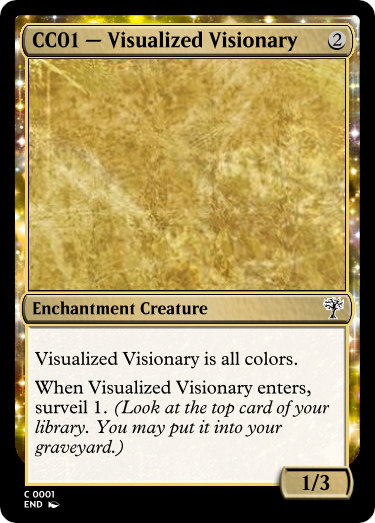 CC01 — Visualized Visionary 2
Enchantment Creature
Visualized Visionary is all colors.
When Visualized Visionary enters,
surveil 1. (Look at the top card of your
library. You may put it into your
graveyard.)
1/3
C 0001
END